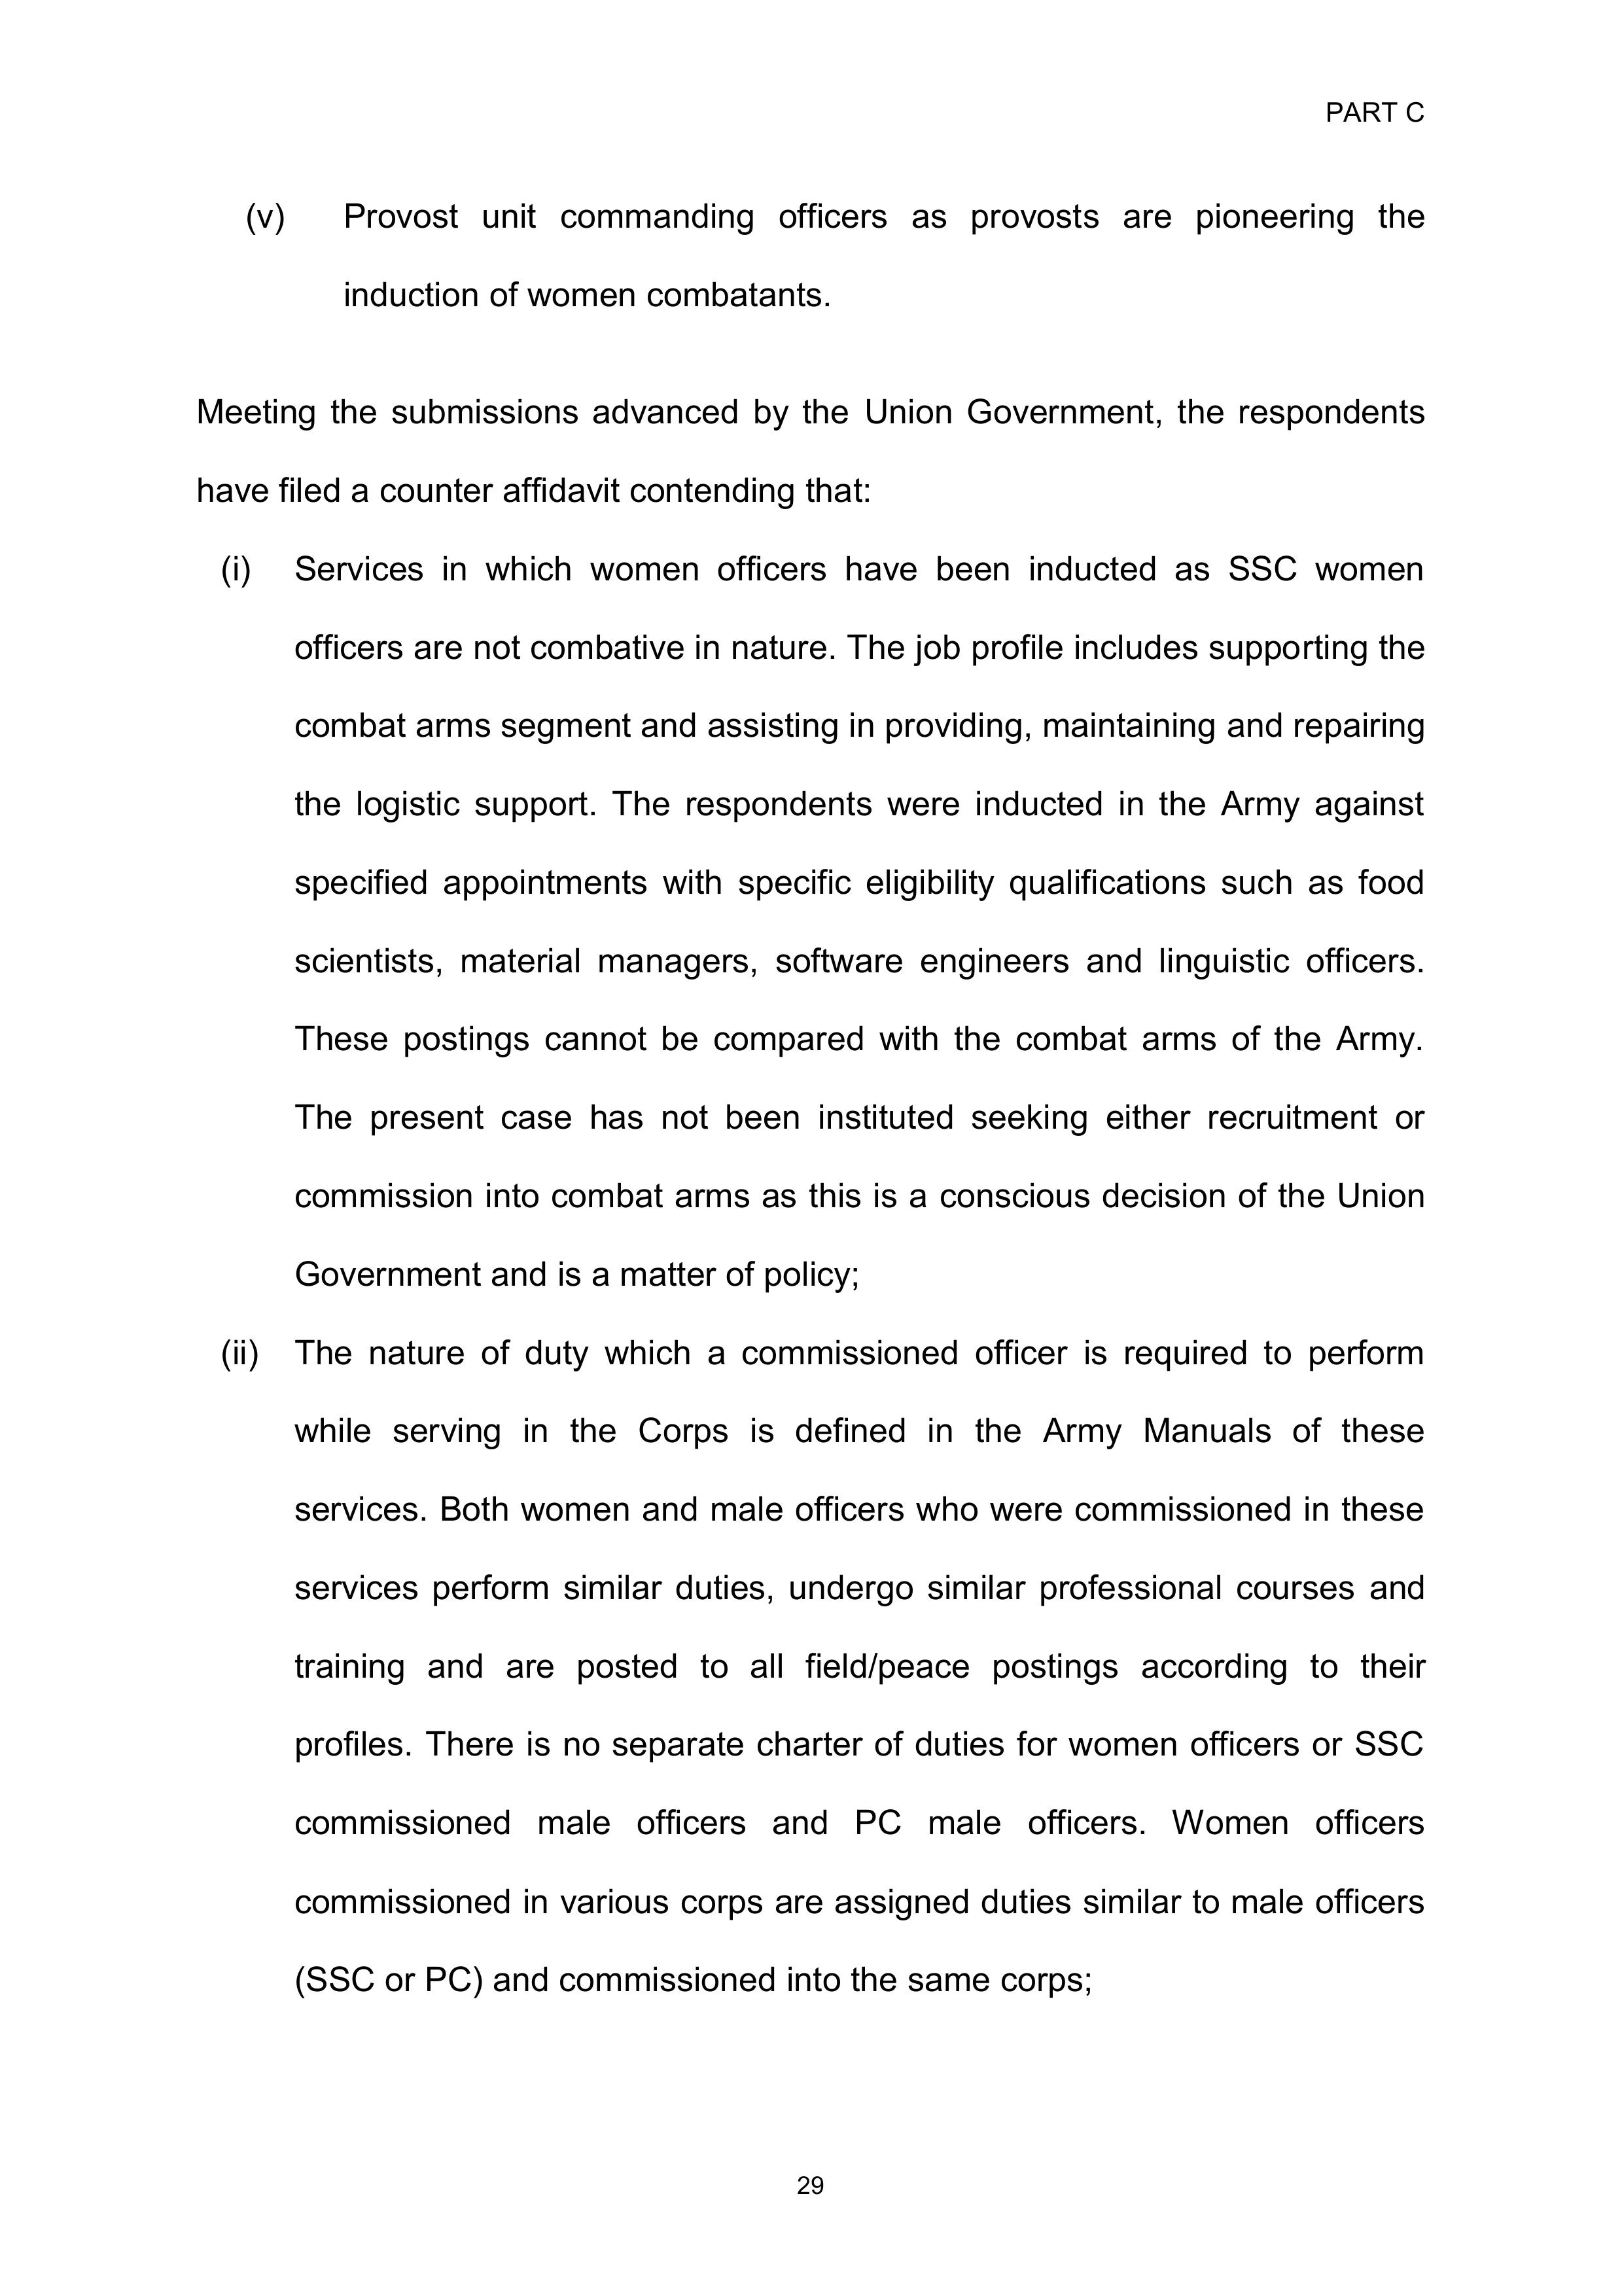 PART C
(v) Provost unit commanding officers as provosts are pioneering the
induction of women combatants.
Meeting the submissions advanced by the Union Government, the respondents
have filed a counter affidavit contending that:
(i) Services in which women officers have been inducted as SSC women
officers are not combative in nature. The job profile includes supporting the
combat arms segment and assisting in providing, maintaining and repairing
the logistic support. The respondents were inducted in the Army against
specified appointments with specific eligibility qualifications such as food
scientists, material managers, software engineers and linguistic officers.
These postings cannot be compared with the combat arms of the Army.
The present case has not been instituted seeking either recruitment or
commission into combat arms as this is a conscious decision of the Union
Government and is a matter of policy;
(ii) The nature of duty which a commissioned officer is required to perform
while serving in the Corps is defined in the Army Manuals of these
services. Both women and male officers who were commissioned in these
services perform similar duties, undergo similar professional courses and
training and are posted to all field/peace postings according to their
profiles. There is no separate charter of duties for women officers or SSC
commissioned male officers and PC male officers. Women officers
commissioned in various corps are assigned duties similar to male officers
(SSC or PC) and commissioned into the same corps;
29